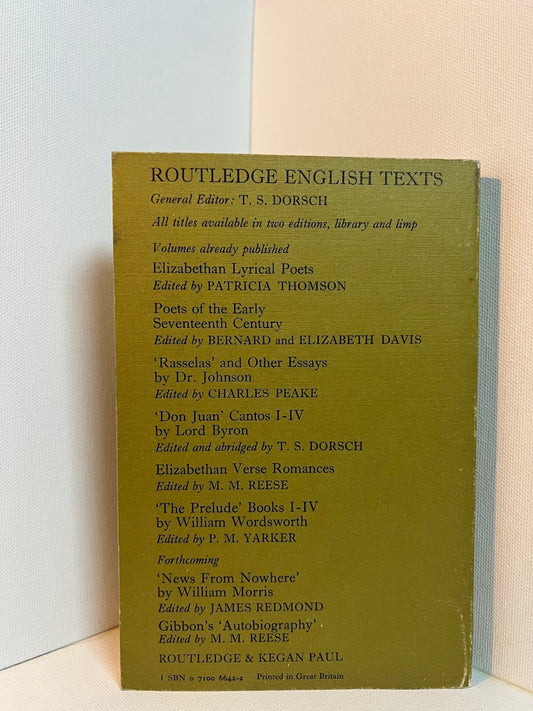 ROUTLEDGE ENGLISH TEXTS
General Editor: T. S. DORSCH
All titles available in two editions, library and limp
Volumes already published
Elizabethan Lyrical Poets
Edited by PATRICIA THOMSON
Poets of the Early
Seventeenth Century
Edited by BERNARD and ELIZABETH DAVIS
‘Rasselas’ and Other Essays
by Dr. Johnson
Edited by CHARLES PEAKE
‘Don Juan’ Cantos I-IV
by Lord Byron
Edited and abridged by T. S. DORSCH
Elizabethan Verse Romances
Edited by M. M. REESE
‘The Prelude’ Books I-IV
by William Wordsworth
Edited by P. M. YARKER
Forthcoming
‘News From Nowhere’
by William Morris
Edited by JAMES REDMOND
Gibbon's ‘Autobiography’
Edited by M. M. REESE
ROUTLEDGE & KEGAN PAUL
I SBN 0 7100 6642-2 Printed in Great Britain